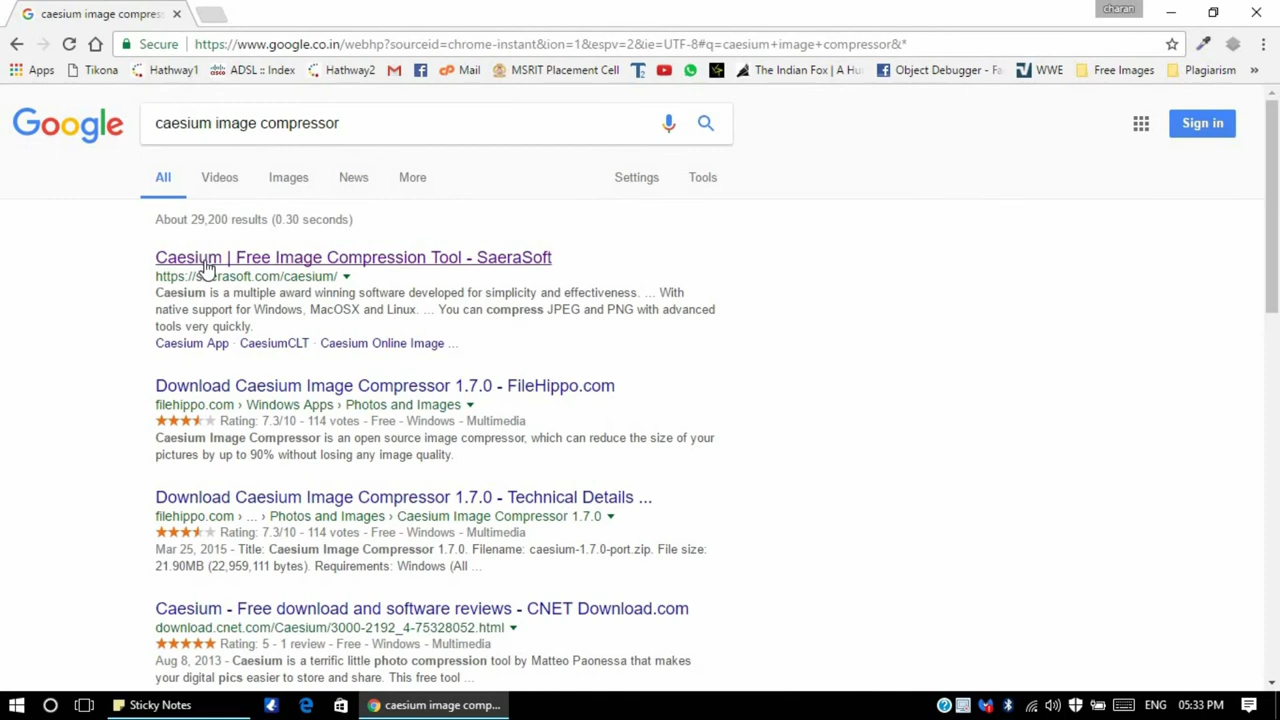 caesium image compress
charan
Secure https://www.google.co.in/webhp?sourceid=chrome-instant&ion=1&espv=2&ie=UTF-8#q=caesium+image+compressor&*
Apps Tikona Hathway1 ADSL :: Index Hathway2 Mail MSRIT Placement Cell The Indian Fox | A Hu Object Debugger - Fa WWE Free Images Plagiarism »
Google caesium image compressor Sign in
All Videos Images News More Settings Tools
About 29,200 results (0.30 seconds)
Caesium | Free Image Compression Tool - SaeraSoft
https://saerasoft.com/caesium/
Caesium is a multiple award winning software developed for simplicity and effectiveness. ... With
native support for Windows, MacOSX and Linux. ... You can compress JPEG and PNG with advanced
tools very quickly.
Caesium App · CaesiumCLT · Caesium Online Image ...
Download Caesium Image Compressor 1.7.0 - FileHippo.com
filehippo.com › Windows Apps › Photos and Images
Rating: 7.3/10 - 114 votes - Free - Windows - Multimedia
Caesium Image Compressor is an open source image compressor, which can reduce the size of your
pictures by up to 90% without losing any image quality.
Download Caesium Image Compressor 1.7.0 - Technical Details ...
filehippo.com › ... › Photos and Images › Caesium Image Compressor 1.7.0
Rating: 7.3/10 - 114 votes - Free - Windows - Multimedia
Mar 25, 2015 - Title: Caesium Image Compressor 1.7.0. Filename: caesium-1.7.0-port.zip. File size:
21.90MB (22,959,111 bytes). Requirements: Windows (All ...
Caesium - Free download and software reviews - CNET Download.com
download.cnet.com/Caesium/3000-2192_4-75328052.html
Rating: 5 - 1 review - Free - Windows - Multimedia
Aug 8, 2013 - Caesium is a terrific little photo compression tool by Matteo Paonessa that makes
your digital pics easier to store and share. This free tool ...
Sticky Notes caesium image comp... ENG 05:33 PM